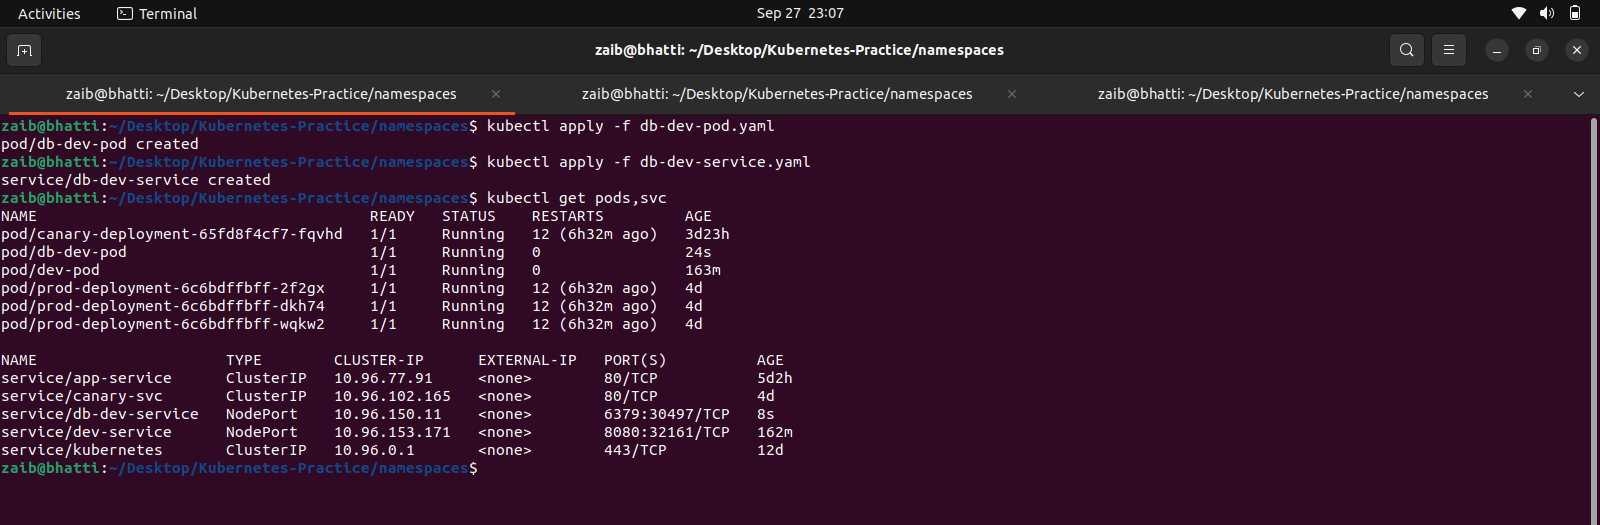 Activities Terminal Sep 27 23:07
zaib@bhatti: ~/Desktop/Kubernetes-Practice/namespaces
zaib@bhatti: ~/Desktop/Kubernetes-Practice/namespaces zaib@bhatti: ~/Desktop/Kubernetes-Practice/namespaces zaib@bhatti: ~/Desktop/Kubernetes-Practice/namespaces
zaib@bhatti:~/Desktop/Kubernetes-Practice/namespaces$ kubectl apply -f db-dev-pod.yaml
pod/db-dev-pod created
zaib@bhatti:~/Desktop/Kubernetes-Practice/namespaces$ kubectl apply -f db-dev-service.yaml
service/db-dev-service created
zaib@bhatti:~/Desktop/Kubernetes-Practice/namespaces$ kubectl get pods,svc
NAME READY STATUS RESTARTS AGE
pod/canary-deployment-65fd8f4cf7-fqvhd 1/1 Running 12 (6h32m ago) 3d23h
pod/db-dev-pod 1/1 Running 0 24s
pod/dev-pod 1/1 Running 0 163m
pod/prod-deployment-6c6bdffbff-2f2gx 1/1 Running 12 (6h32m ago) 4d
pod/prod-deployment-6c6bdffbff-dkh74 1/1 Running 12 (6h32m ago) 4d
pod/prod-deployment-6c6bdffbff-wqkw2 1/1 Running 12 (6h32m ago) 4d
NAME TYPE CLUSTER-IP EXTERNAL-IP PORT(S) AGE
service/app-service ClusterIP 10.96.77.91 <none> 80/TCP 5d2h
service/canary-svc ClusterIP 10.96.102.165 <none> 80/TCP 4d
service/db-dev-service NodePort 10.96.150.11 <none> 6379:30497/TCP 8s
service/dev-service NodePort 10.96.153.171 <none> 8080:32161/TCP 162m
service/kubernetes ClusterIP 10.96.0.1 <none> 443/TCP 12d
zaib@bhatti:~/Desktop/Kubernetes-Practice/namespaces$